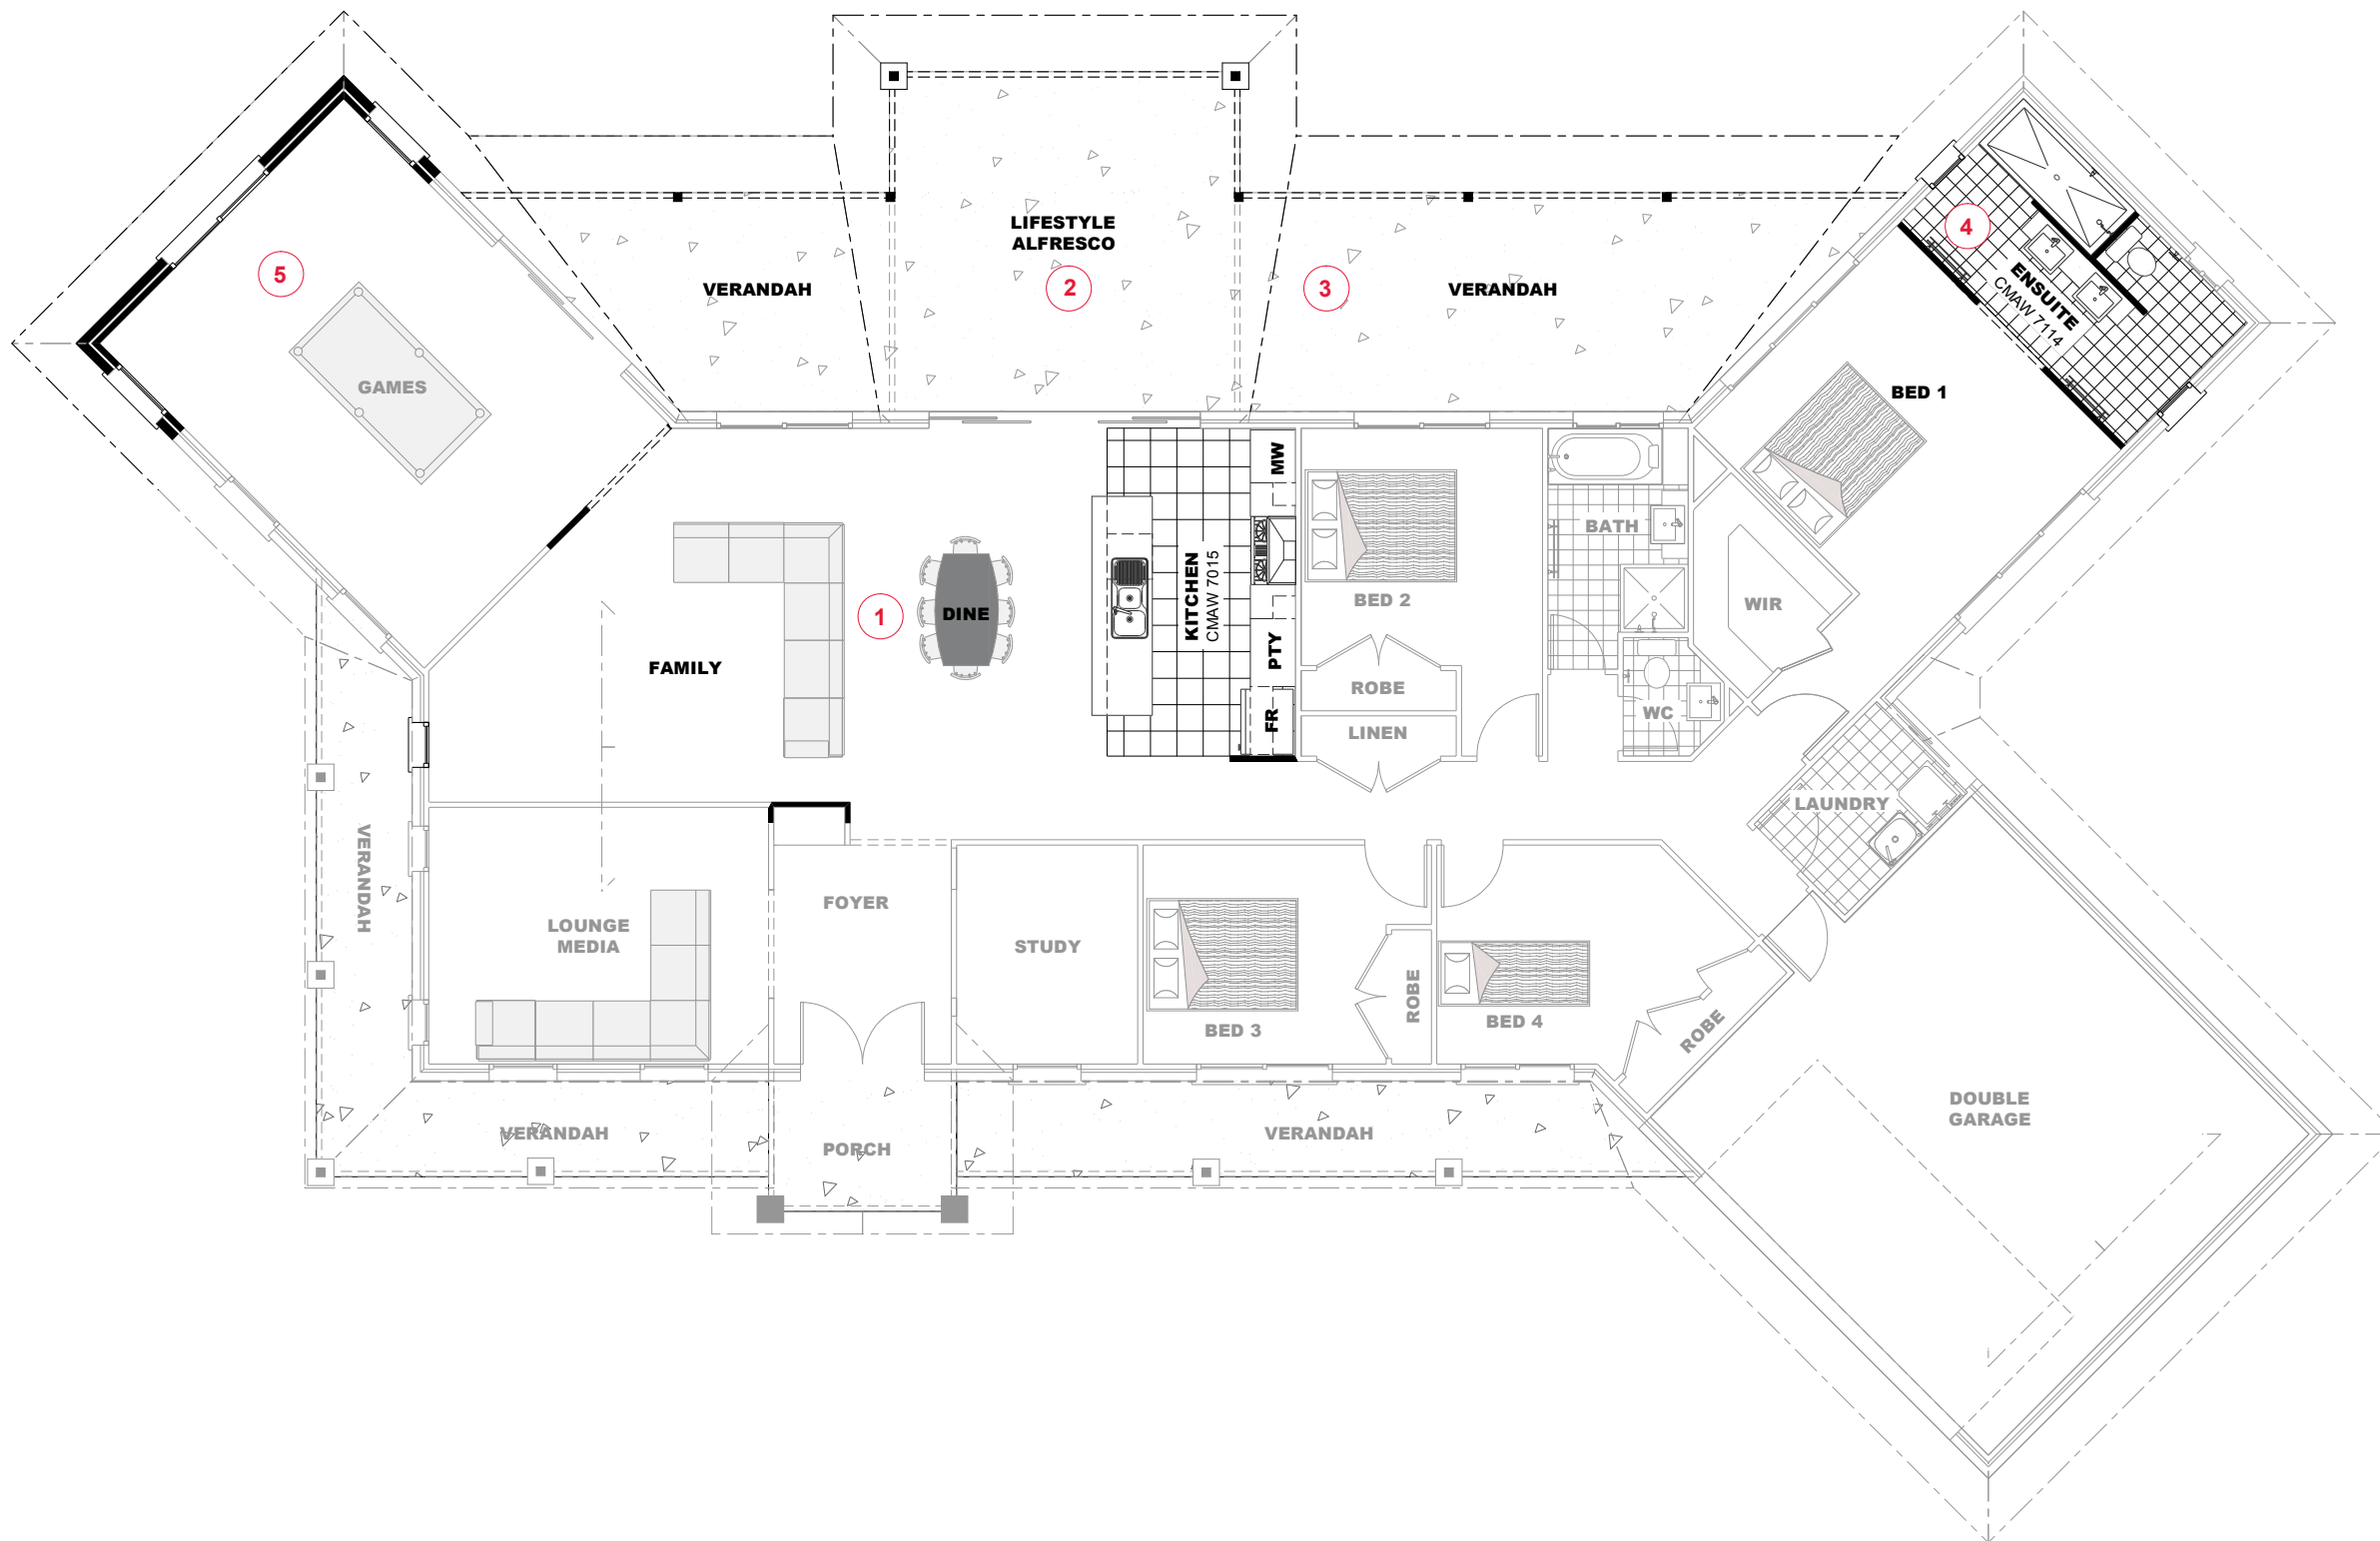 LIFESTYLE
ALFRESCO
4
5
2
3
VERANDAH
VERANDAH
ENSUITE
CMAW 7114
GAMES
BED 1
MW
BATH
KITCHEN
CMAW 7015
BED 2
WIR
1
DINE
PTY
FAMILY
ROBE
FR
WC
LINEN
LAUNDRY
VERANDAH
FOYER
LOUNGE
MEDIA
STUDY
ROBE
BED 3
BED 4
ROBE
DOUBLE
GARAGE
VERANDAH
PORCH
VERANDAH